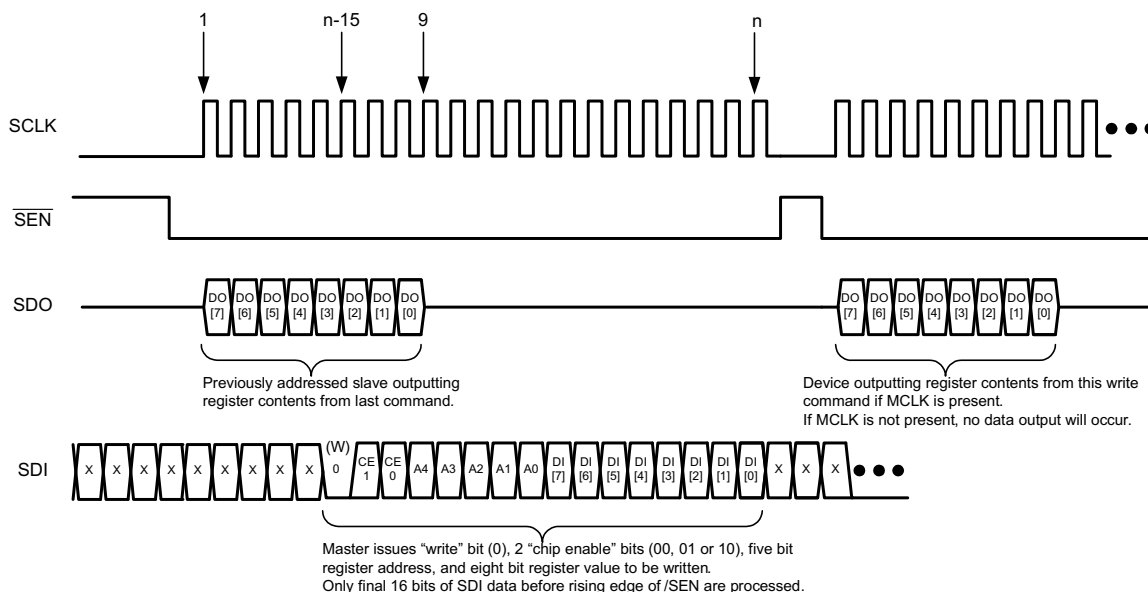 1 n-15 9 n
SCLK
SEN
SDO
DO [7] DO [6] DO [5] DO [4] DO [3] DO [2] DO [1] DO [0]
DO [7] DO [6] DO [5] DO [4] DO [3] DO [2] DO [1] DO [0]
Previously addressed slave outputting
register contents from last command.
Device outputting register contents from this write
command if MCLK is present.
If MCLK is not present, no data output will occur.
SDI
X X X X X X X X X (W) 0 CE 1 CE 0 A4 A3 A2 A1 A0 DI [7] DI [6] DI [5] DI [4] DI [3] DI [2] DI [1] DI [0] X X X
Master issues “write” bit (0), 2 “chip enable” bits (00, 01 or 10), five bit
register address, and eight bit register value to be written.
Only final 16 bits of SDI data before rising edge of /SEN are processed.